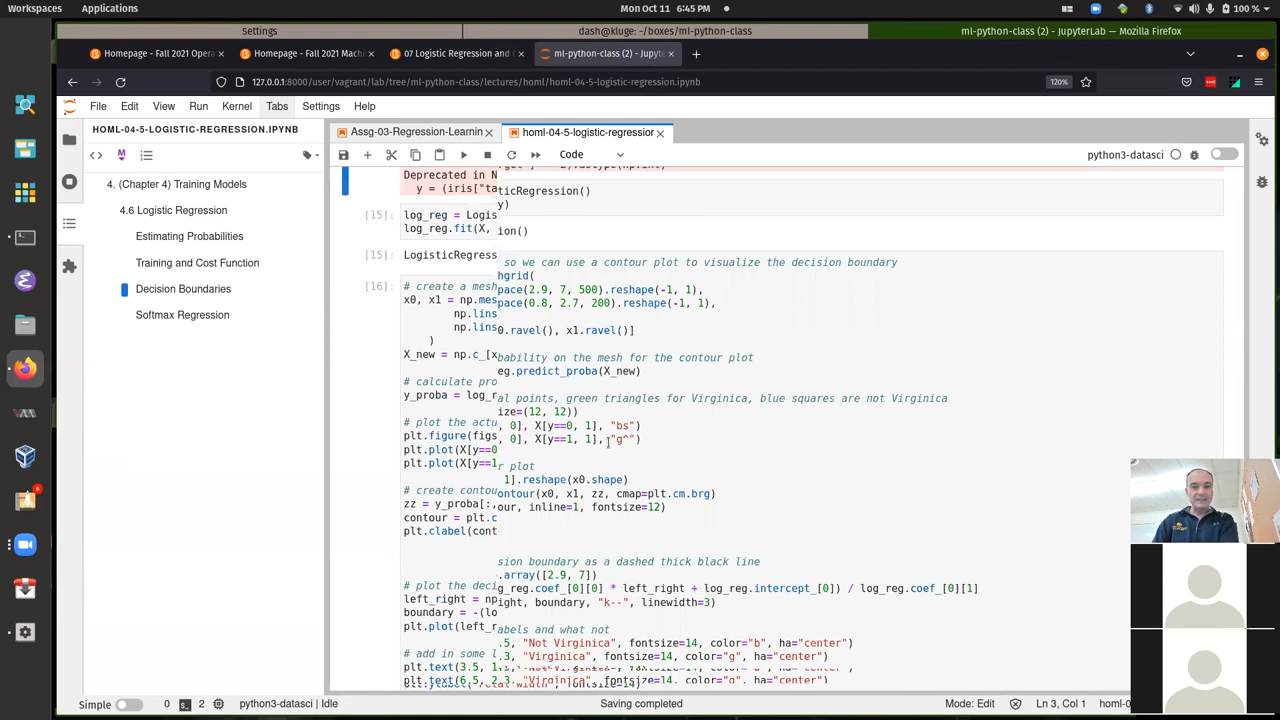 Workspaces
Applications
Mon Oct 11 6:45 PM
100 %
Settings
dash@kluge: ~/boxes/ml-python-class
ml-python-class (2) - JupyterLab — Mozilla Firefox
Homepage - Fall 2021 Opera
Homepage - Fall 2021 Machi
07 Logistic Regression and C
ml-python-class (2) - Jupyte
127.0.0.1:8000/user/vagrant/lab/tree/ml-python-class/lectures/homl/homl-04-5-logistic-regression.ipynb
120%
File Edit View Run Kernel Tabs Settings Help
HOML-04-5-LOGISTIC-REGRESSION.IPYNB
Assg-03-Regression-Learnin
homl-04-5-logistic-regression
Code
python3-datasci
4. (Chapter 4) Training Models
4.6 Logistic Regression
Estimating Probabilities
Training and Cost Function
Decision Boundaries
Softmax Regression
Deprecated in N
y = (iris["ta
ticRegression()
y)
[15]: log_reg = Logis
log_reg.fit(X,
ion()
[15]: LogisticRegress
so we can use a contour plot to visualize the decision boundary
hgrid(
[16]: # create a mesh
pace(2.9, 7, 500).reshape(-1, 1),
x0, x1 = np.mes
pace(0.8, 2.7, 200).reshape(-1, 1),
np.lins
np.lins
0.ravel(), x1.ravel()]
)
X_new = np.c_[x
bability on the mesh for the contour plot
reg.predict_proba(X_new)
# calculate pro
y_proba = log_r
al points, green triangles for Virginica, blue squares are not Virginica
ize=(12, 12))
# plot the actu
, 0], X[y==0, 1], "bs")
plt.figure(figs
, 0], X[y==1, 1], "g^")
plt.plot(X[y==0
plt.plot(X[y==1
r plot
1].reshape(x0.shape)
# create contou
ontour(x0, x1, zz, cmap=plt.cm.brg)
zz = y_proba[:,
our, inline=1, fontsize=12)
contour = plt.c
plt.clabel(cont
sion boundary as a dashed thick black line
.array([2.9, 7])
# plot the deci
g_reg.coef_[0][0] * left_right + log_reg.intercept_[0]) / log_reg.coef_[0][1]
left_right = np
ight, boundary, "k--", linewidth=3)
boundary = -(lo
plt.plot(left_r
abels and what not
.5, "Not Virginica", fontsize=14, color="b", ha="center")
# add in some l
.3, "Virginica", fontsize=14, color="g", ha="center")
plt.text(3.5, 1
plt.text(6.5, 2.3, "Virginica", fontsize=14, color="g", ha="center")
Simple
0
2
python3-datasci | Idle
Saving completed
Mode: Edit
Ln 3, Col 1
homl-0